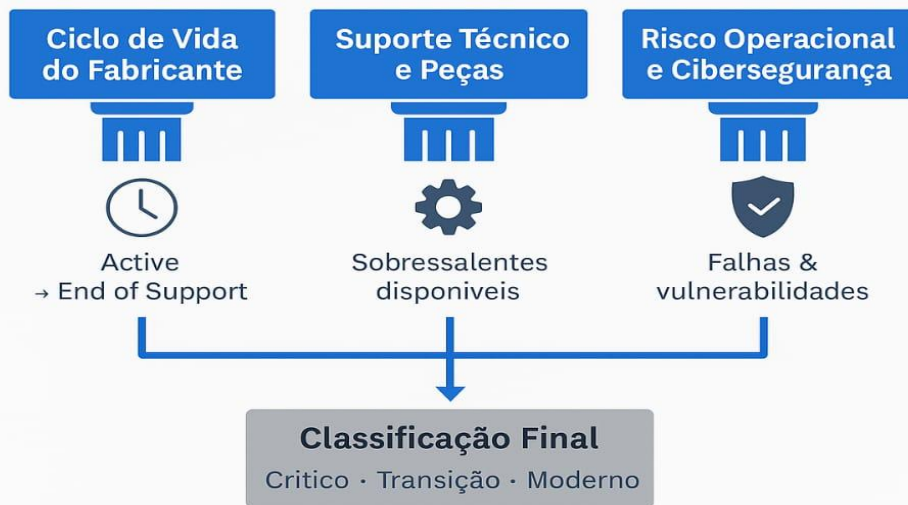 Ciclo de Vida
do Fabricante
Suporte Técnico
e Peças
Risco Operacional
e Cibersegurança
Active
→ End of Support
Sobressalentes
disponiveis
Falhas &
vulnerabilidades
Classificação Final
Critico · Transição · Moderno